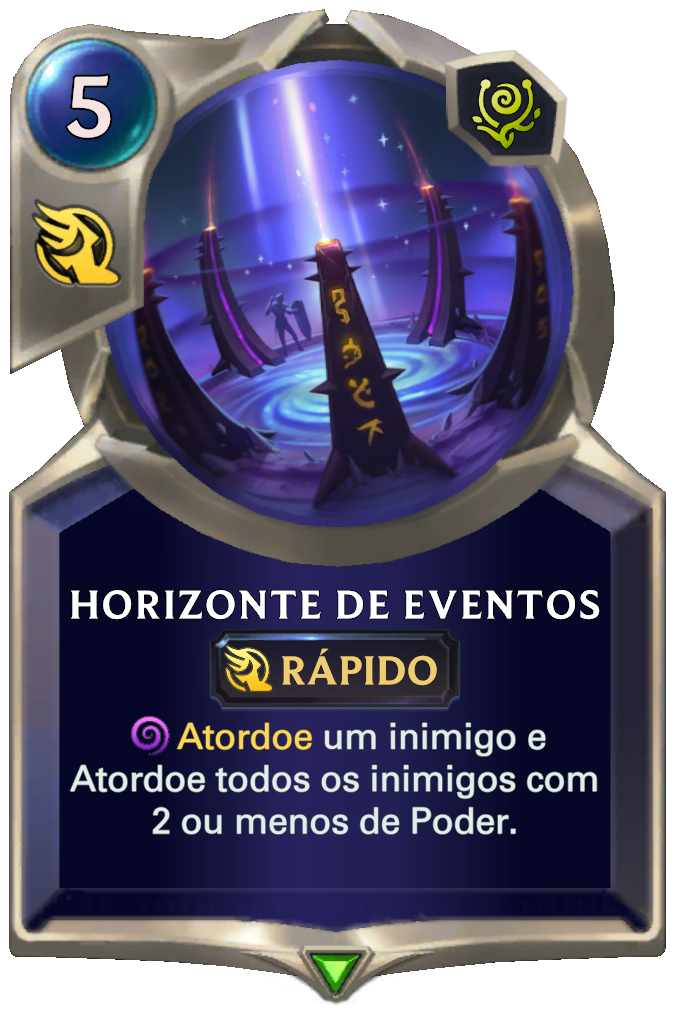 5
HORIZONTE DE EVENTOS
RÁPIDO
Atordoe um inimigo e
Atordoe todos os inimigos com
2 ou menos de Poder.